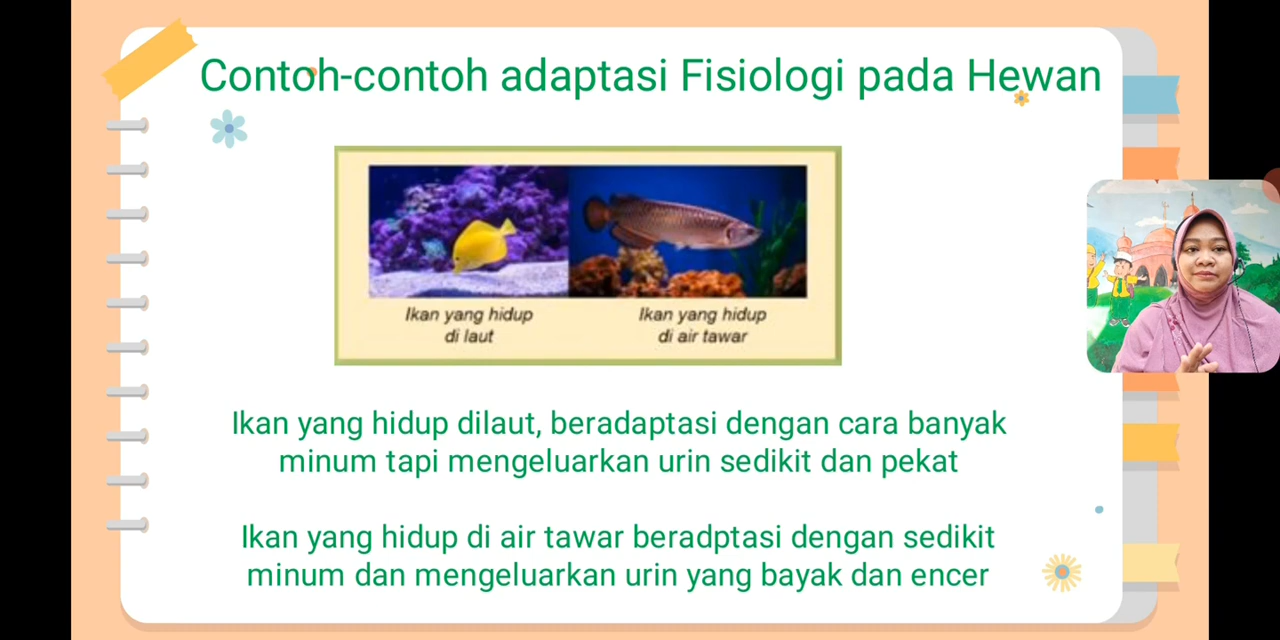 Contoh-contoh adaptasi Fisiologi pada Hewan
Ikan yang hidup
di laut
Ikan yang hidup
di air tawar
Ikan yang hidup dilaut, beradaptasi dengan cara banyak
minum tapi mengeluarkan urin sedikit dan pekat
Ikan yang hidup di air tawar beradptasi dengan sedikit
minum dan mengeluarkan urin yang bayak dan encer